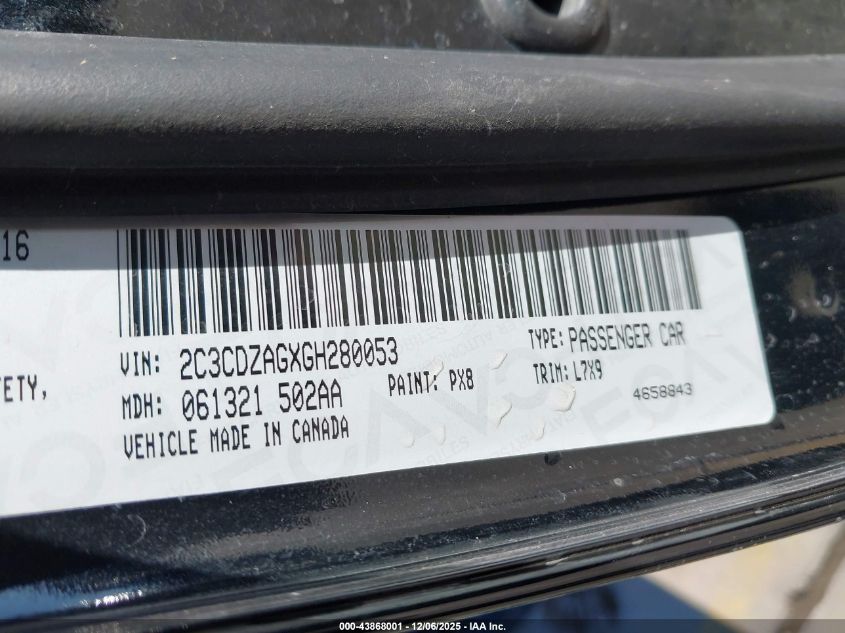 16
VIN: 2C3CDZAGXGH280053
TYPE: PASSENGER CAR
ETY,
MDH: 061321 502AA
PAINT: PX8
TRIM: L7X9
VEHICLE MADE IN CANADA
4658843
000-43868001 - 12/06/2025 - IAA Inc.